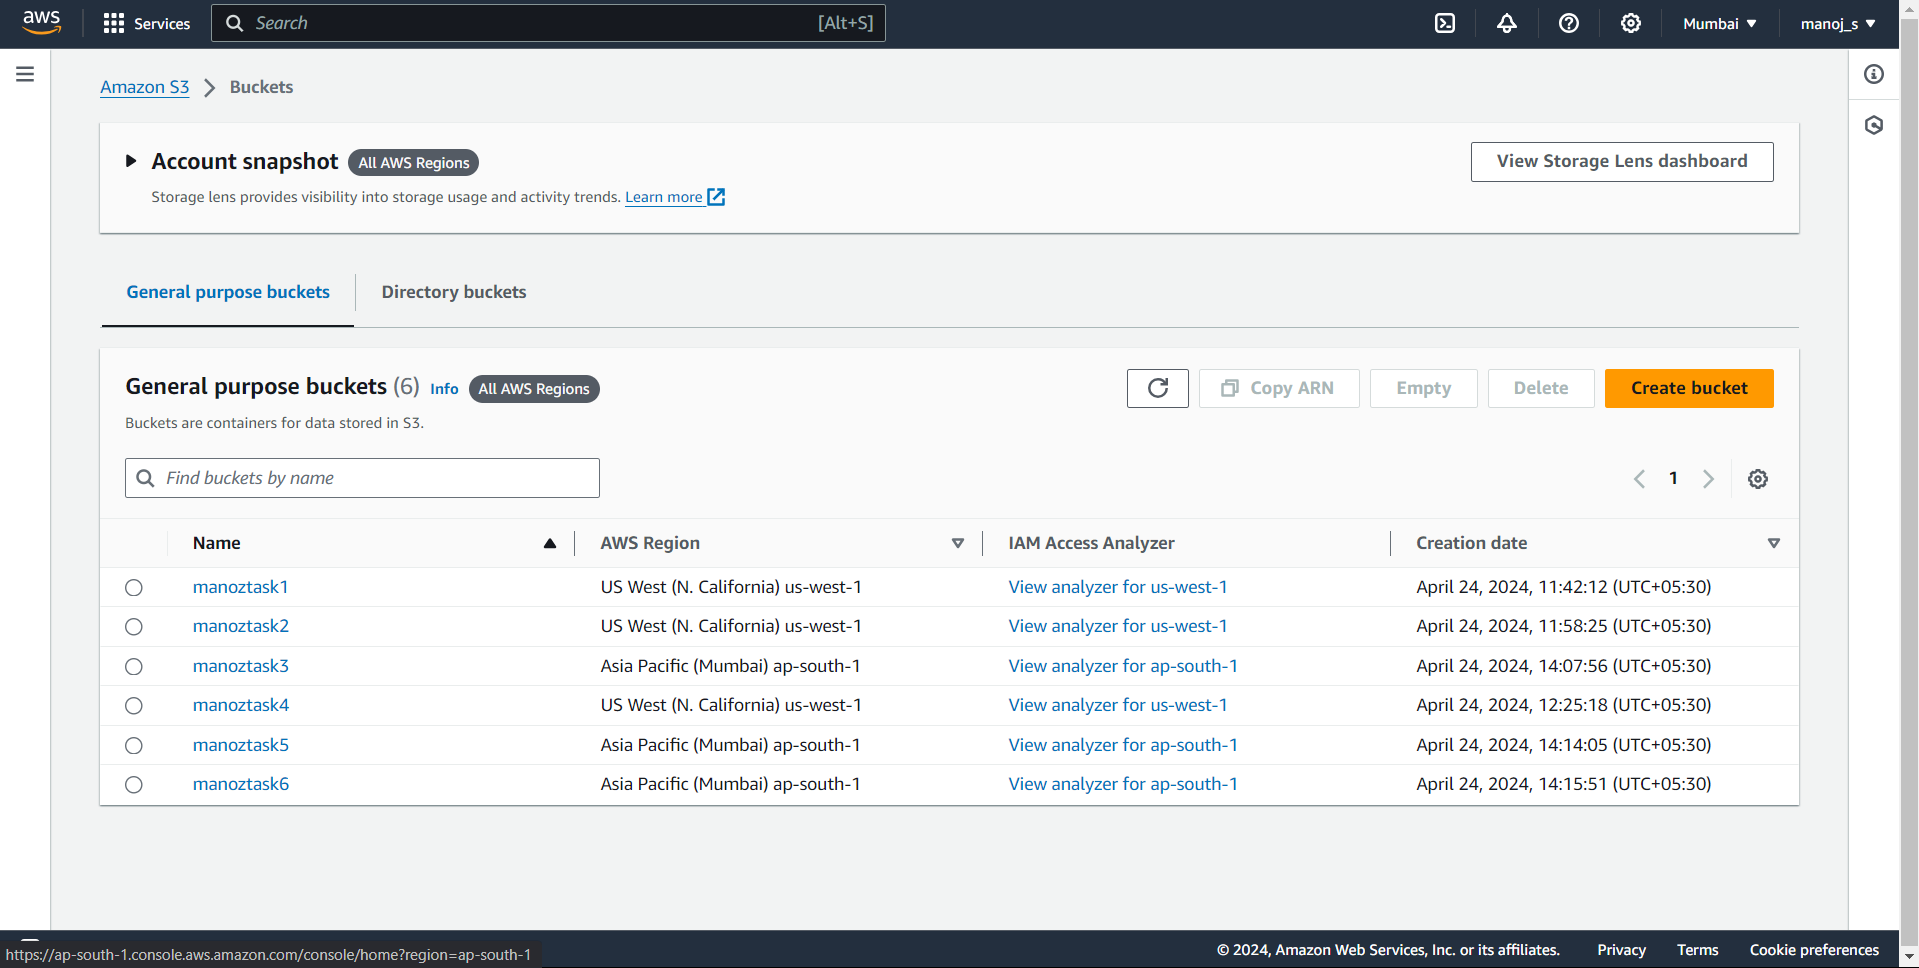 aws Services Search [Alt+S] Mumbai manoj_s
Amazon S3 Buckets
Account snapshot All AWS Regions View Storage Lens dashboard
Storage lens provides visibility into storage usage and activity trends. Learn more
General purpose buckets Directory buckets
General purpose buckets (6) Info All AWS Regions Copy ARN Empty Delete Create bucket
Buckets are containers for data stored in S3.
Find buckets by name 1
Name AWS Region IAM Access Analyzer Creation date
manoztask1 US West (N. California) us-west-1 View analyzer for us-west-1 April 24, 2024, 11:42:12 (UTC+05:30)
manoztask2 US West (N. California) us-west-1 View analyzer for us-west-1 April 24, 2024, 11:58:25 (UTC+05:30)
manoztask3 Asia Pacific (Mumbai) ap-south-1 View analyzer for ap-south-1 April 24, 2024, 14:07:56 (UTC+05:30)
manoztask4 US West (N. California) us-west-1 View analyzer for us-west-1 April 24, 2024, 12:25:18 (UTC+05:30)
manoztask5 Asia Pacific (Mumbai) ap-south-1 View analyzer for ap-south-1 April 24, 2024, 14:14:05 (UTC+05:30)
manoztask6 Asia Pacific (Mumbai) ap-south-1 View analyzer for ap-south-1 April 24, 2024, 14:15:51 (UTC+05:30)
© 2024, Amazon Web Services, Inc. or its affiliates. Privacy Terms Cookie preferences
https://ap-south-1.console.aws.amazon.com/console/home?region=ap-south-1